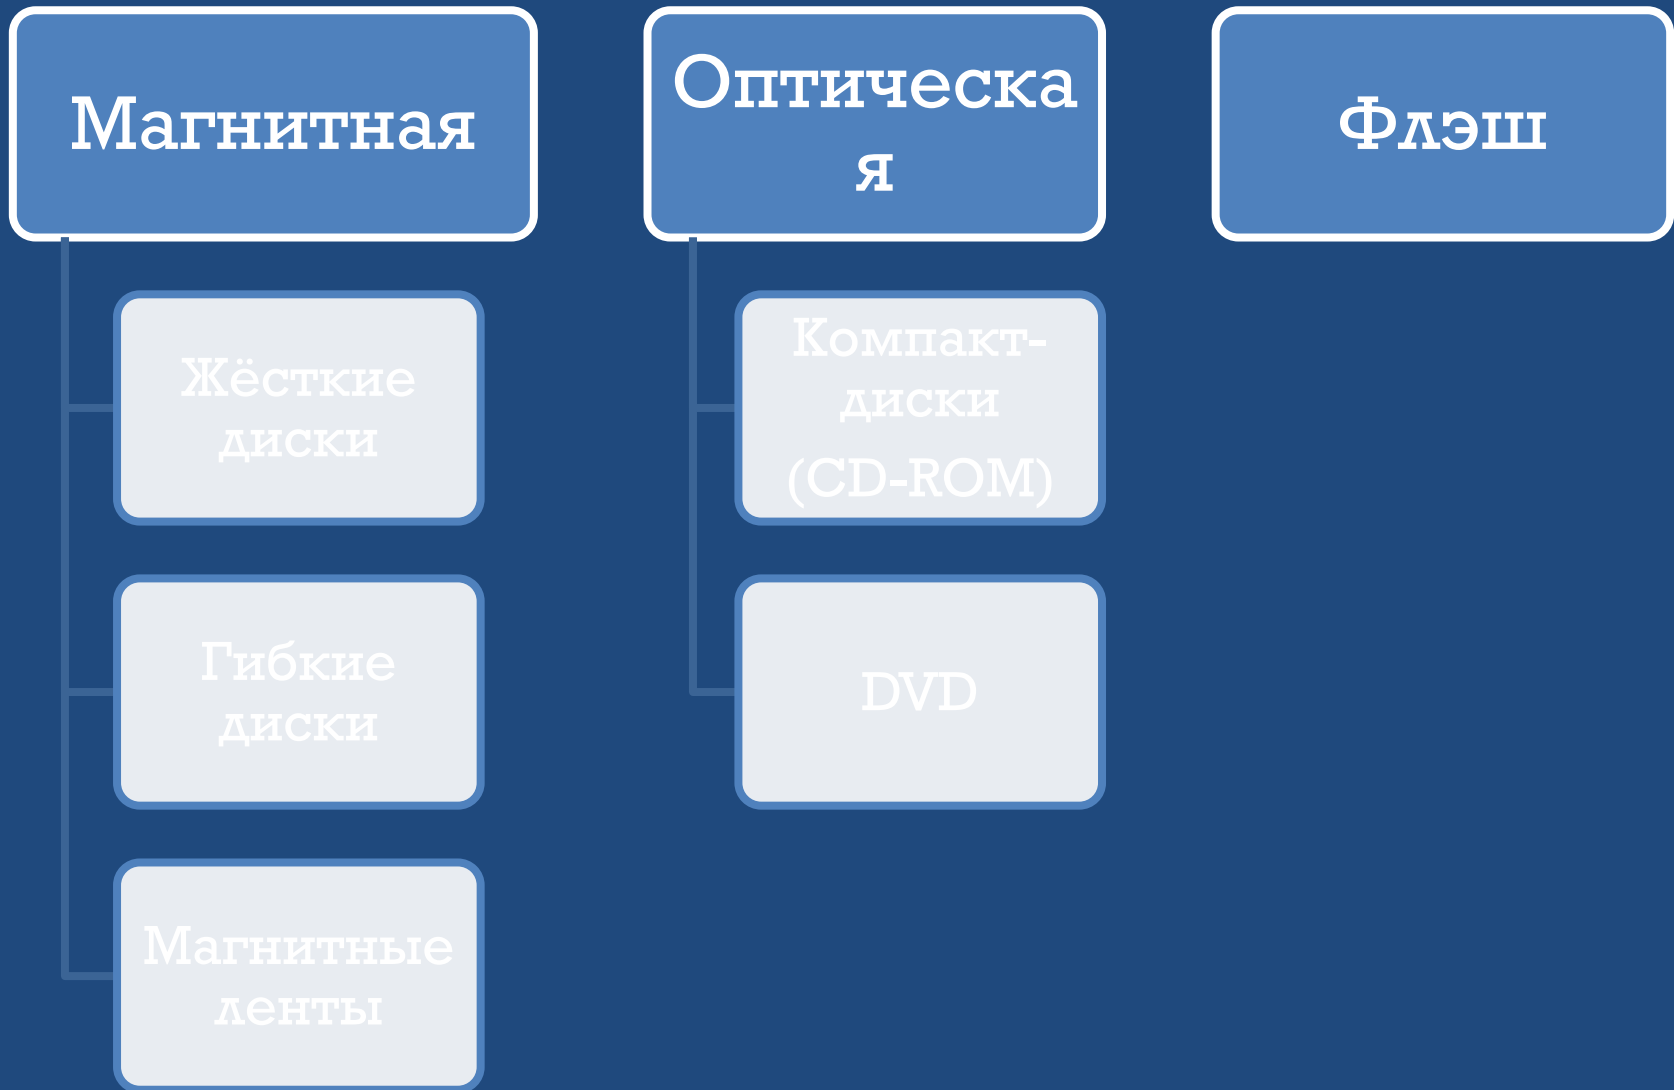 Магнитная
Жёсткие
диски
Гибкие
диски
Магнитные
ленты
Оптическа
я
Компакт-
диски
(CD-ROM)
DVD
Флэш